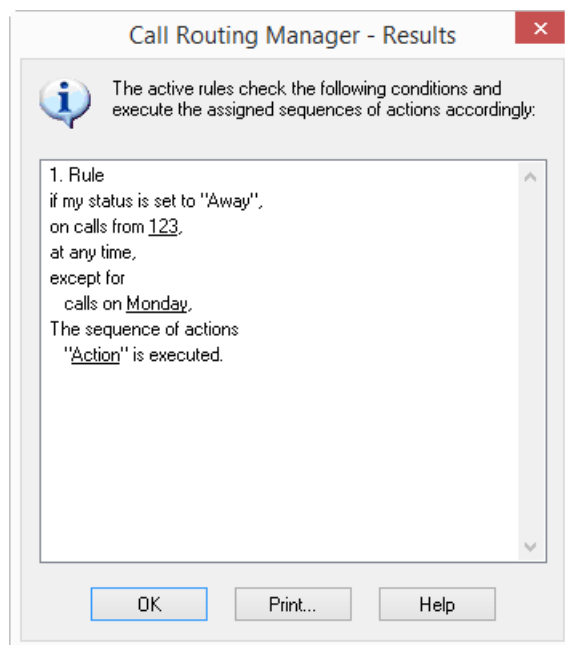 Call Routing Manager - Results
The active rules check the following conditions and
execute the assigned sequences of actions accordingly:
1. Rule
if my status is set to "Away",
on calls from 123,
at any time,
except for
calls on Monday,
The sequence of actions
"Action" is executed.
OK Print... Help